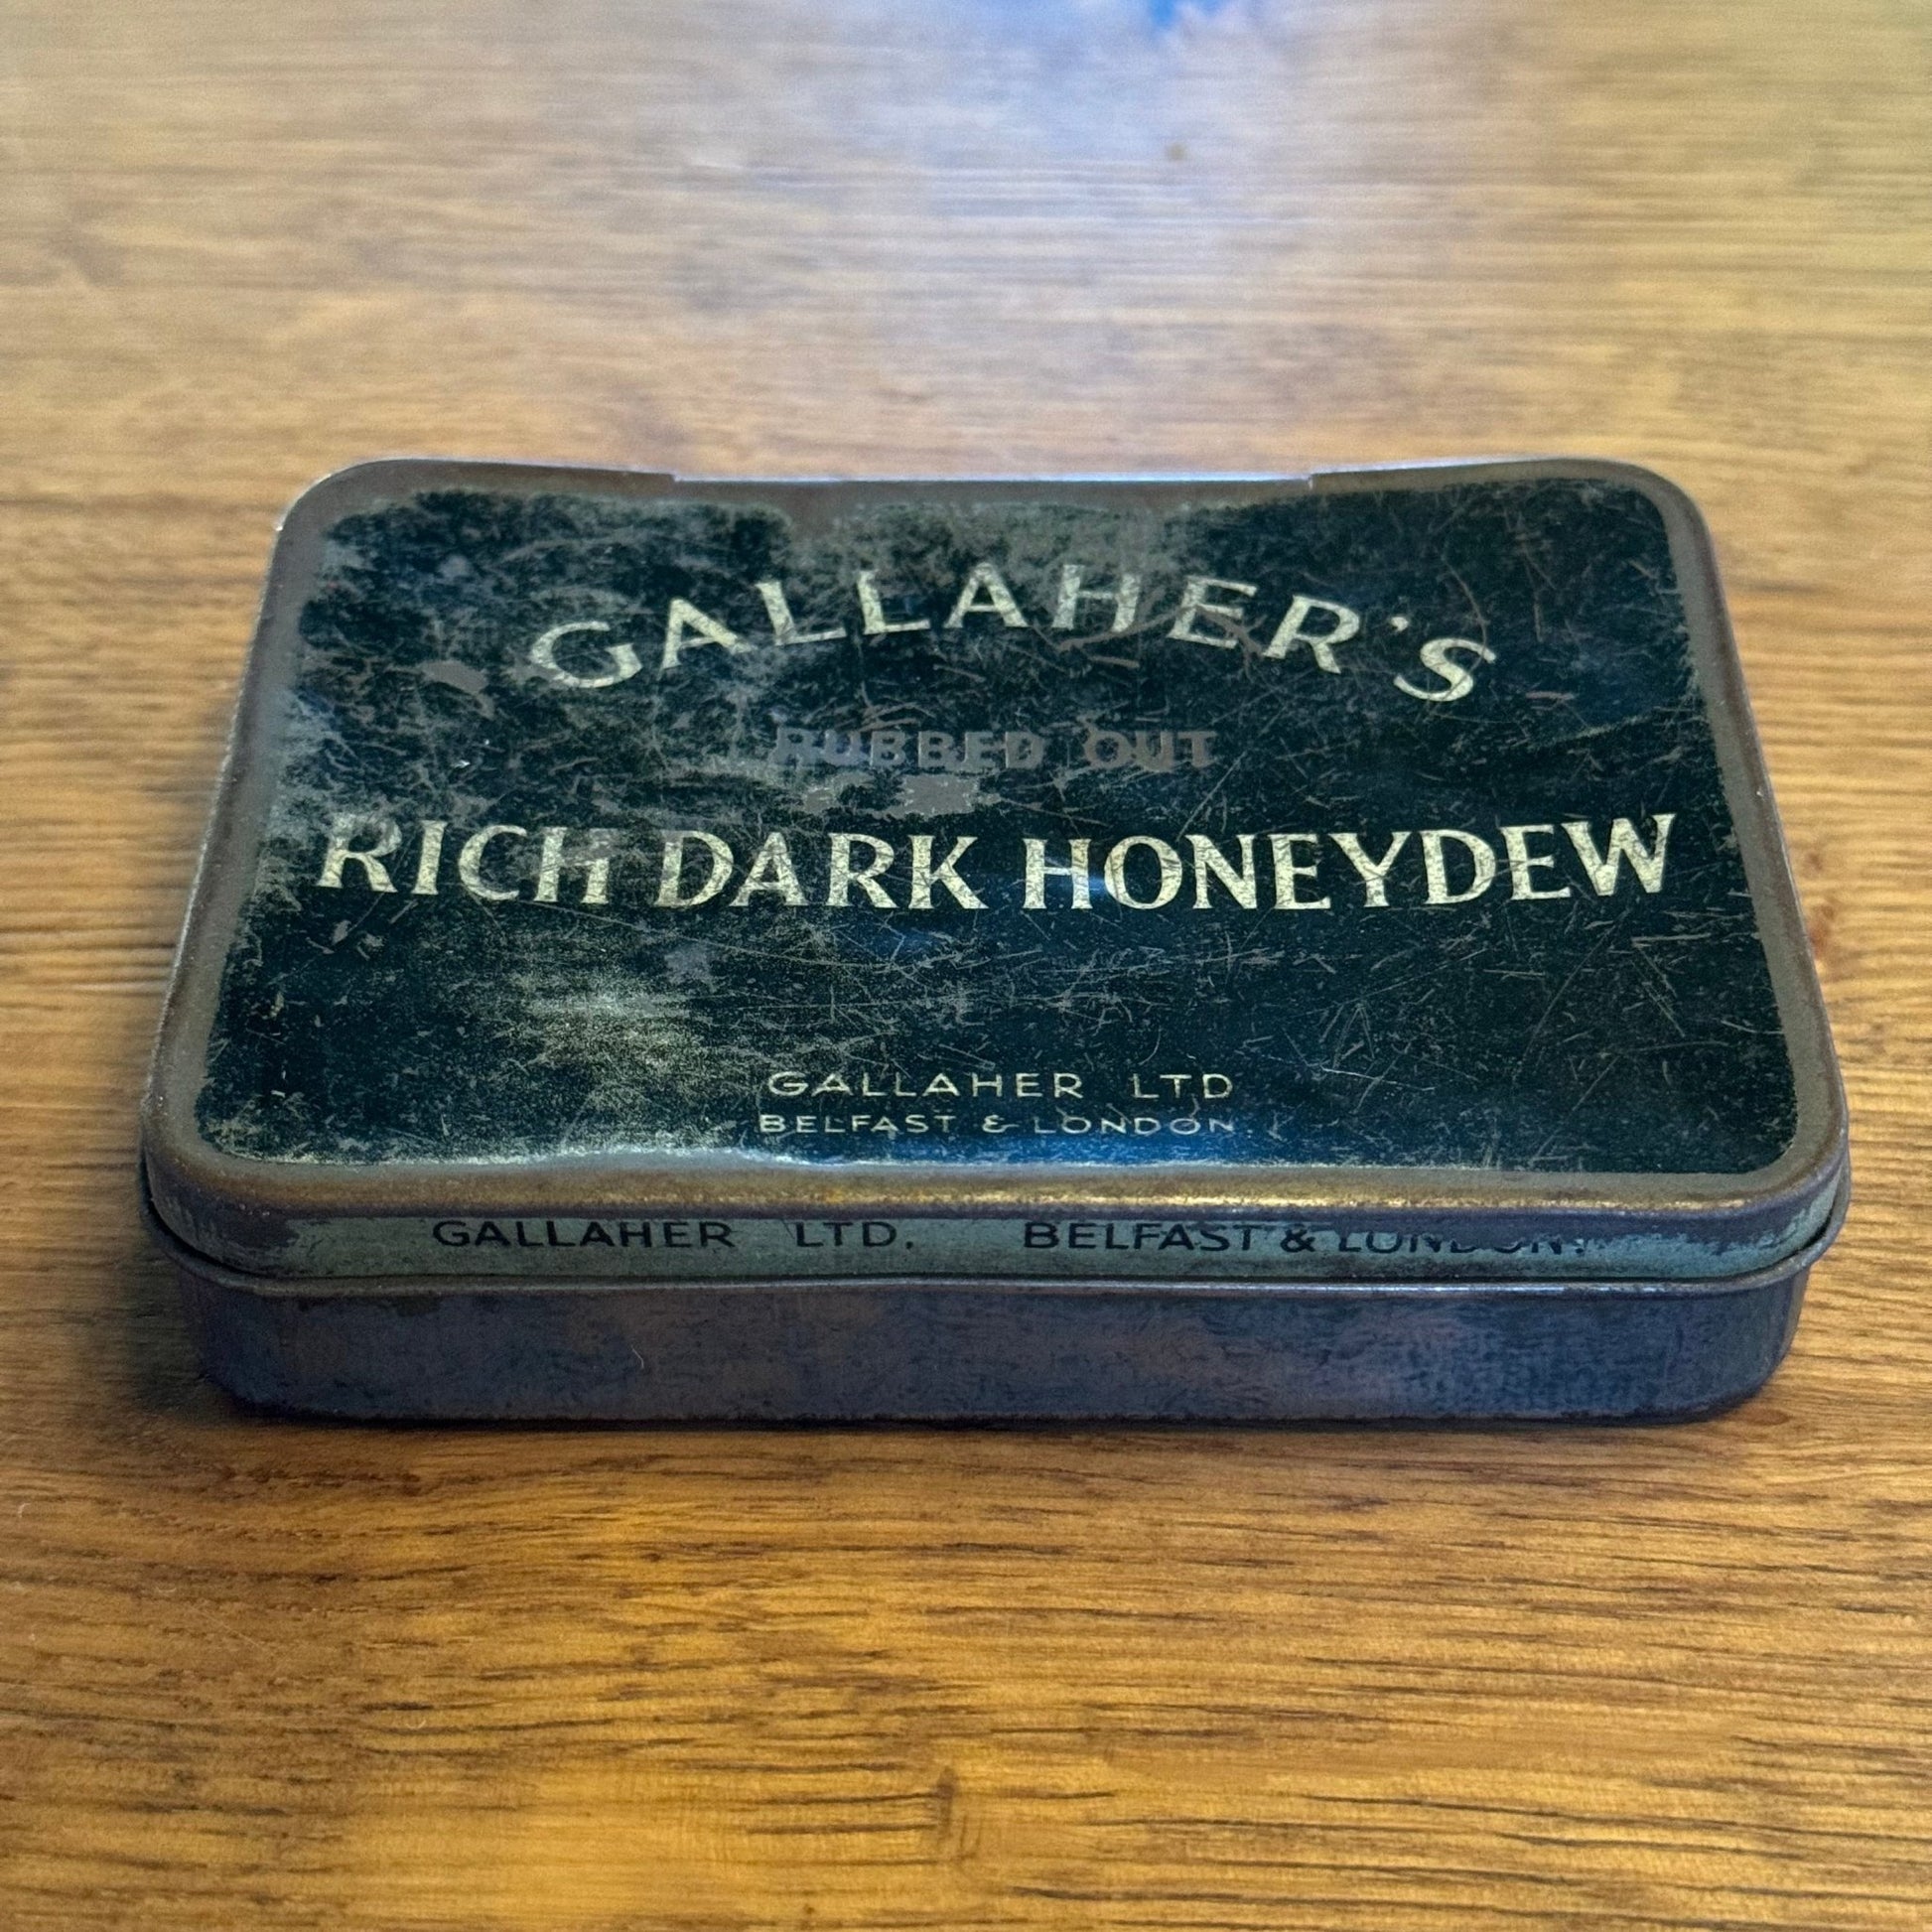 GALLAHER'S
RUBBED OUT
RICH DARK HONEYDEW
GALLAHER LTD
BELFAST & LONDON
GALLAHER LTD. BELFAST & LONDON.